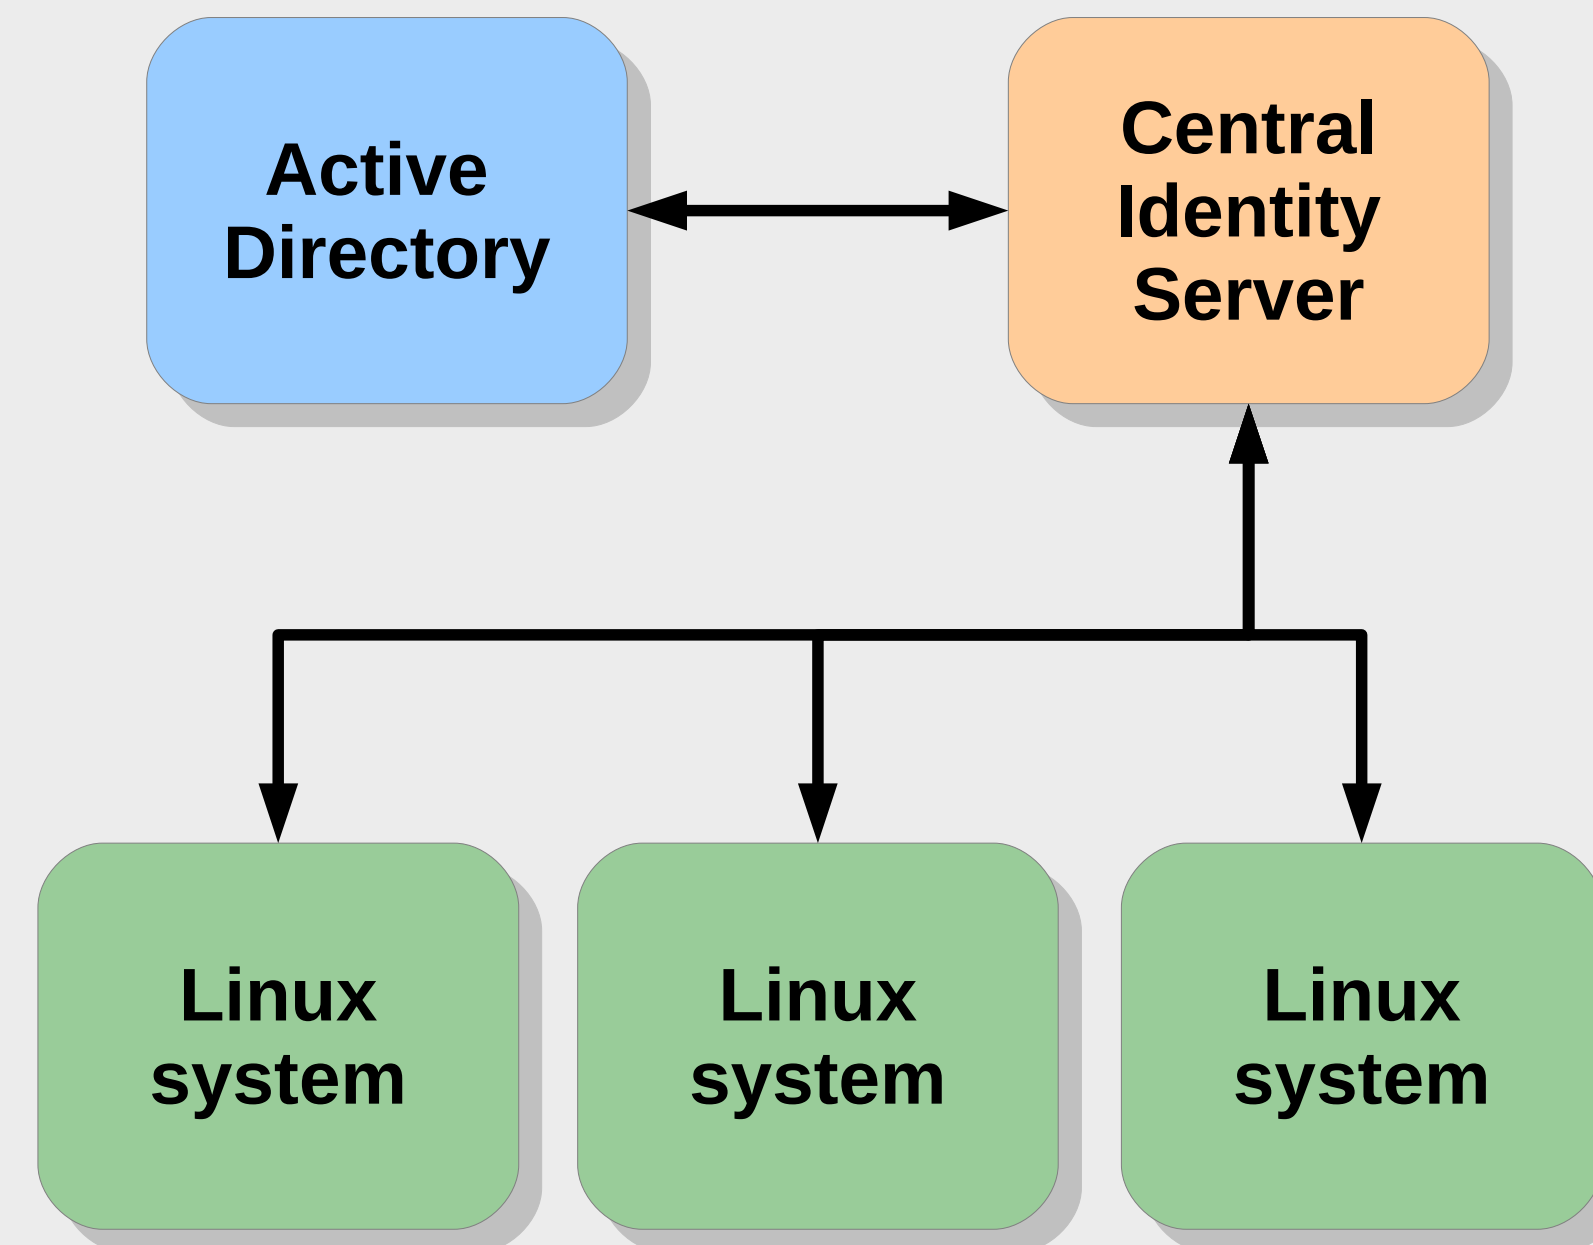 Active
Directory
Central
Identity
Server
Linux
system
Linux
system
Linux
system